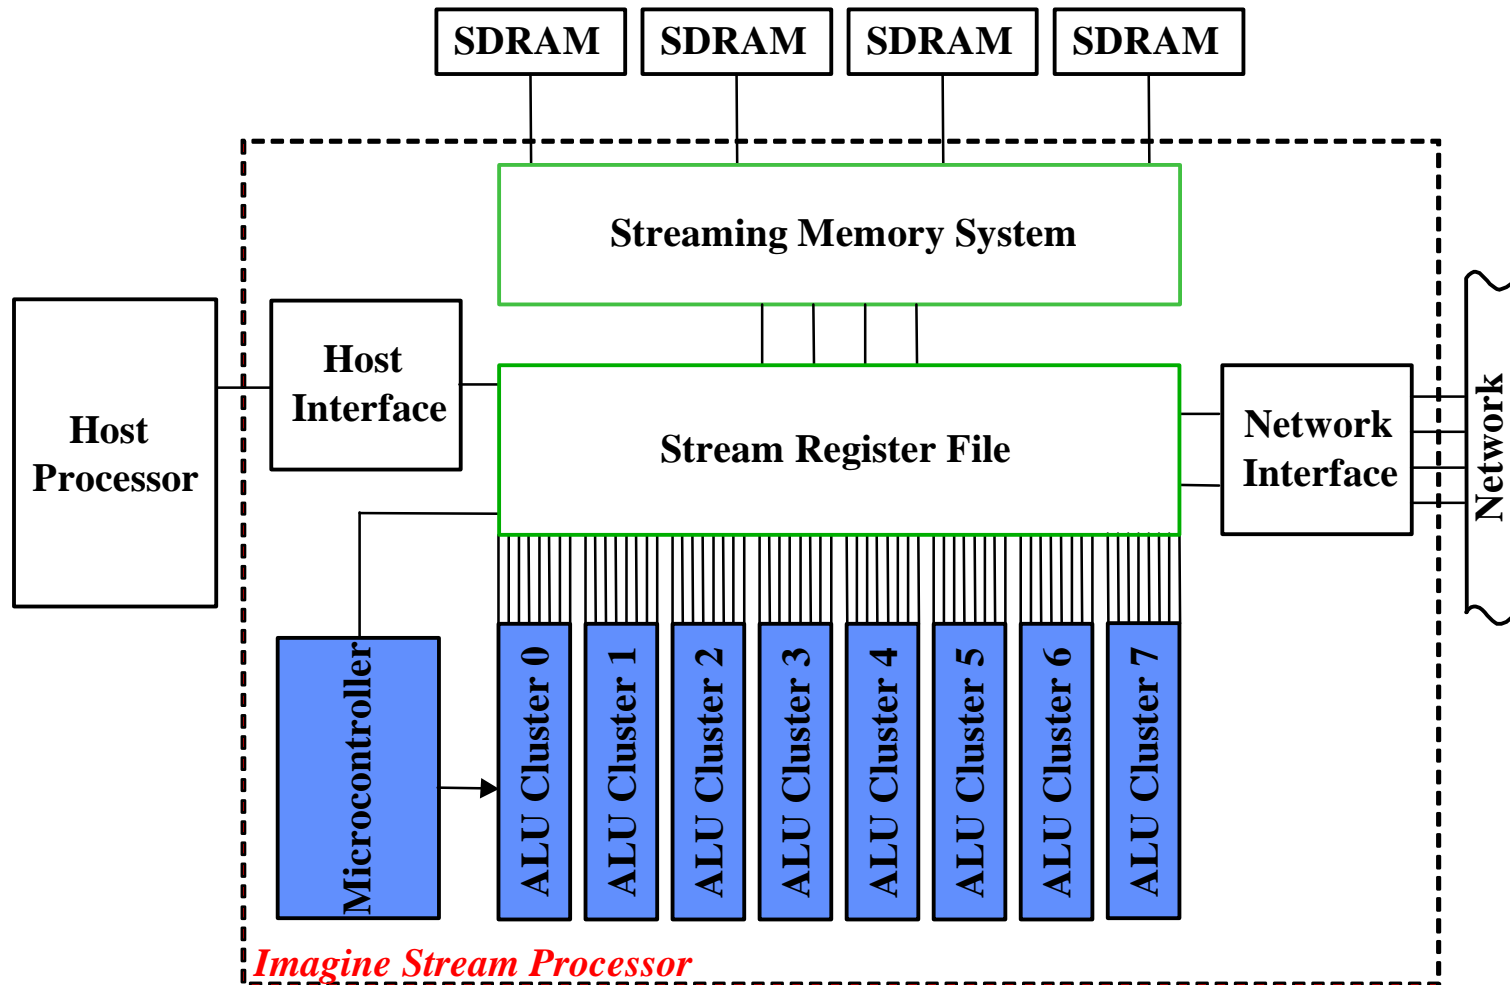 SDRAM
SDRAM
SDRAM
SDRAM
Streaming Memory System
Host
Processor
Host
Interface
Stream Register File
Network
Interface
Network
Microcontroller
ALU Cluster 0
ALU Cluster 1
ALU Cluster 2
ALU Cluster 3
ALU Cluster 4
ALU Cluster 5
ALU Cluster 6
ALU Cluster 7
Imagine Stream Processor